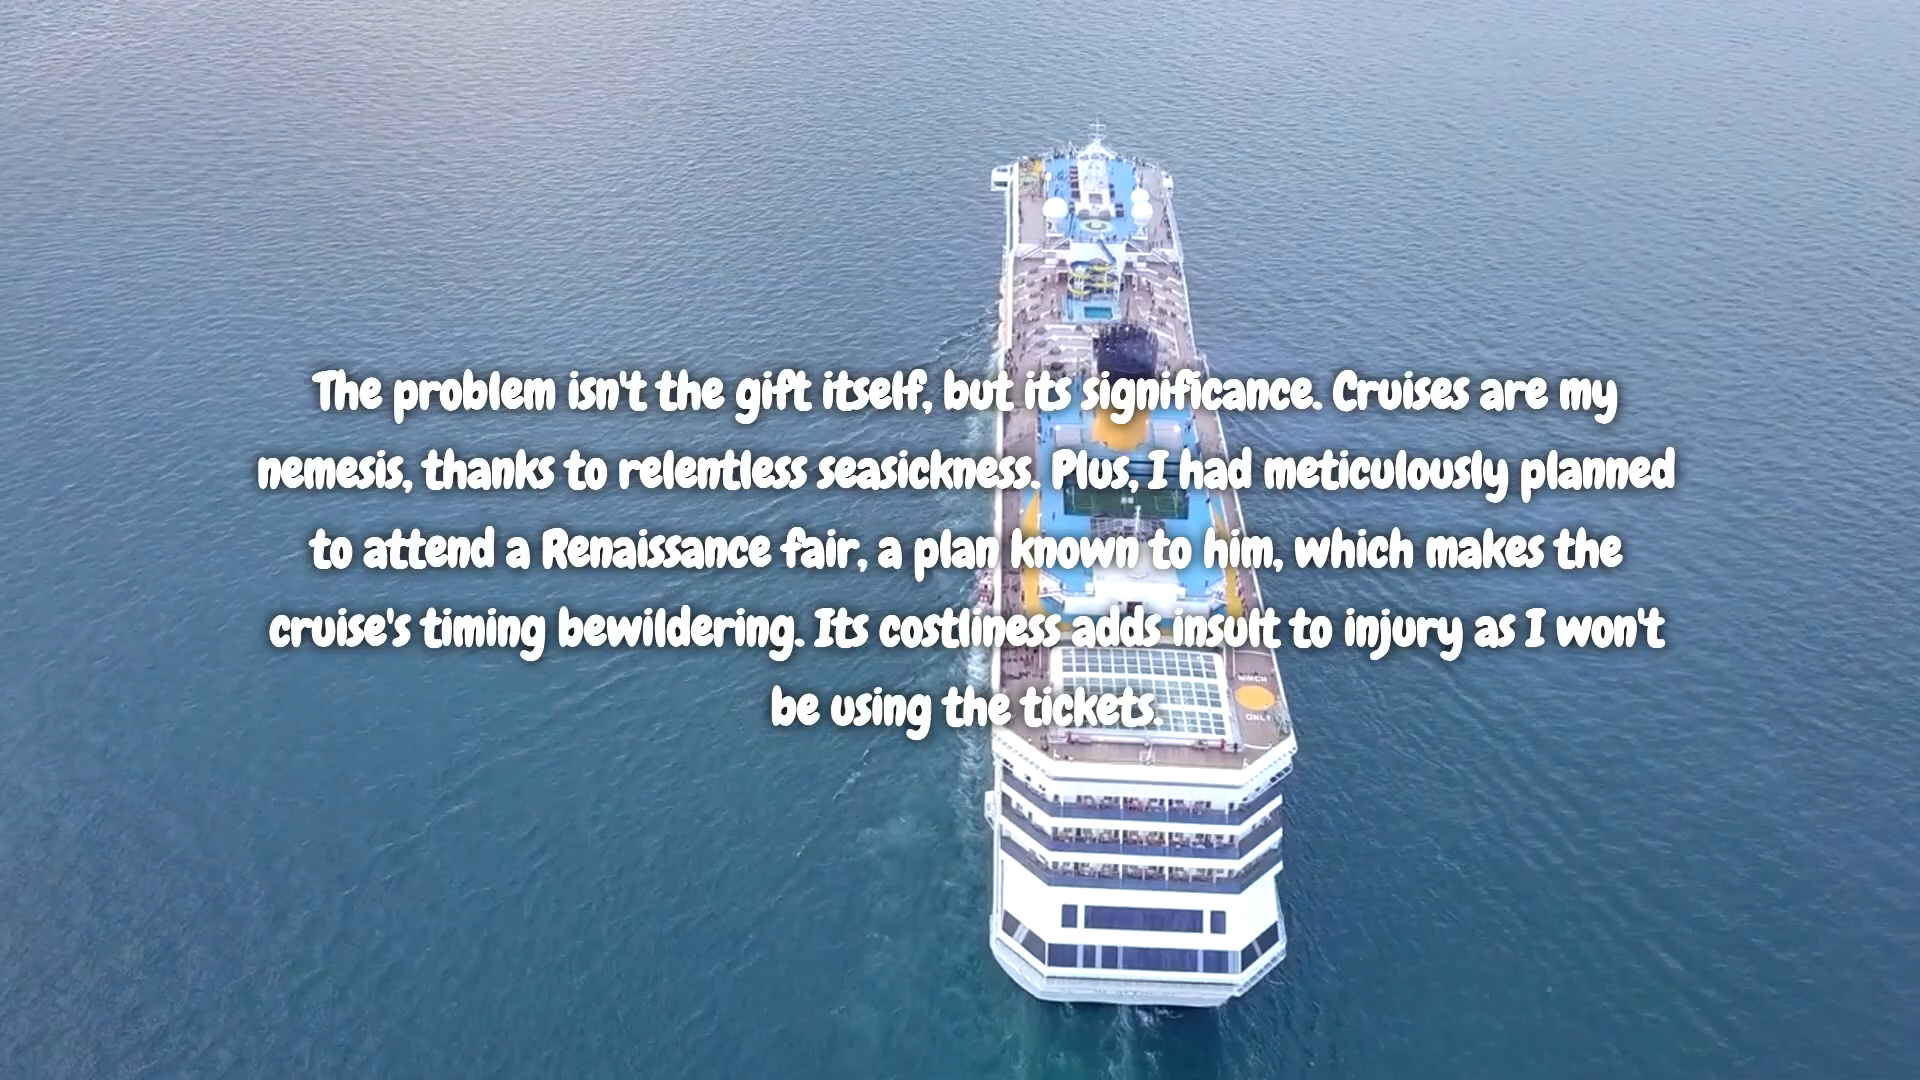 The problem isn't the gift itself, but its significance. Cruises are my
nemesis, thanks to relentless seasickness. Plus, I had meticulously planned
to attend a Renaissance fair, a plan known to him, which makes the
cruise's timing bewildering. Its costliness adds insult to injury as I won't
be using the tickets.
WINCH
ONLY